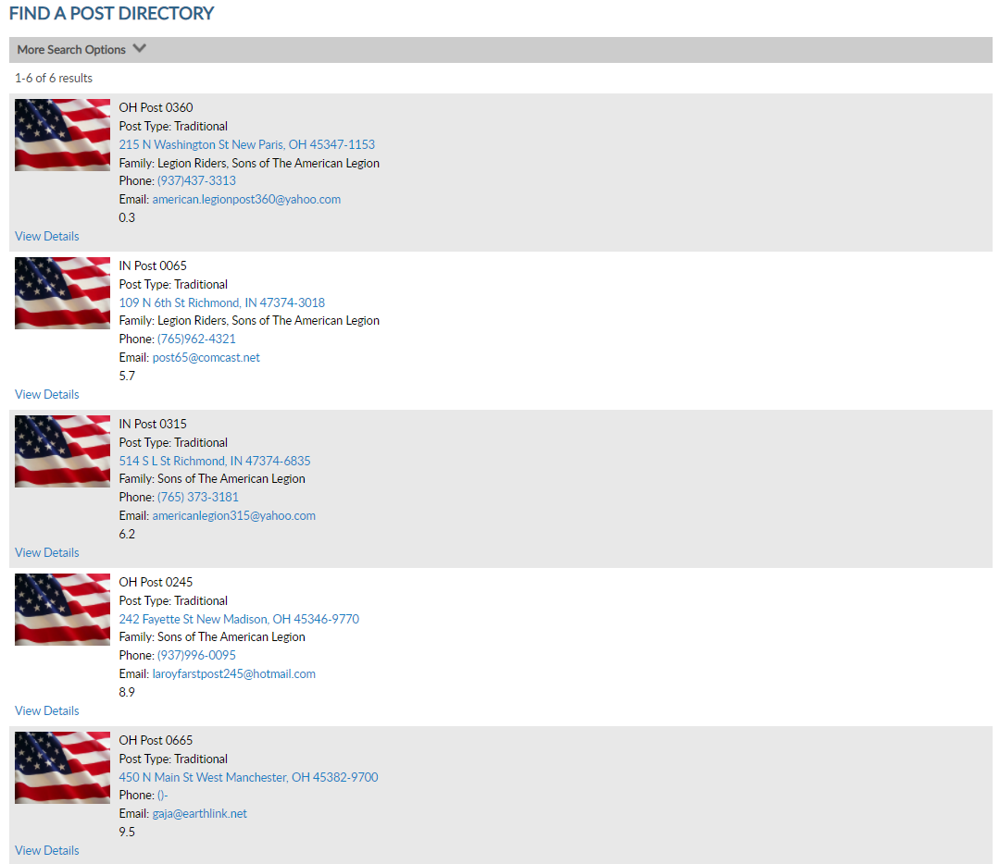 FIND A POST DIRECTORY
More Search Options
1-6 of 6 results
OH Post 0360
Post Type: Traditional
215 N Washington St New Paris, OH 45347-1153
Family: Legion Riders, Sons of The American Legion
Phone: (937)437-3313
Email: american.legionpost360@yahoo.com
0.3
View Details
IN Post 0065
Post Type: Traditional
109 N 6th St Richmond, IN 47374-3018
Family: Legion Riders, Sons of The American Legion
Phone: (765)962-4321
Email: post65@comcast.net
5.7
View Details
IN Post 0315
Post Type: Traditional
514 S L St Richmond, IN 47374-6835
Family: Sons of The American Legion
Phone: (765) 373-3181
Email: americanlegion315@yahoo.com
6.2
View Details
OH Post 0245
Post Type: Traditional
242 Fayette St New Madison, OH 45346-9770
Family: Sons of The American Legion
Phone: (937)996-0095
Email: laroyfarstpost245@hotmail.com
8.9
View Details
OH Post 0665
Post Type: Traditional
450 N Main St West Manchester, OH 45382-9700
Phone: ()-
Email: gaja@earthlink.net
9.5
View Details